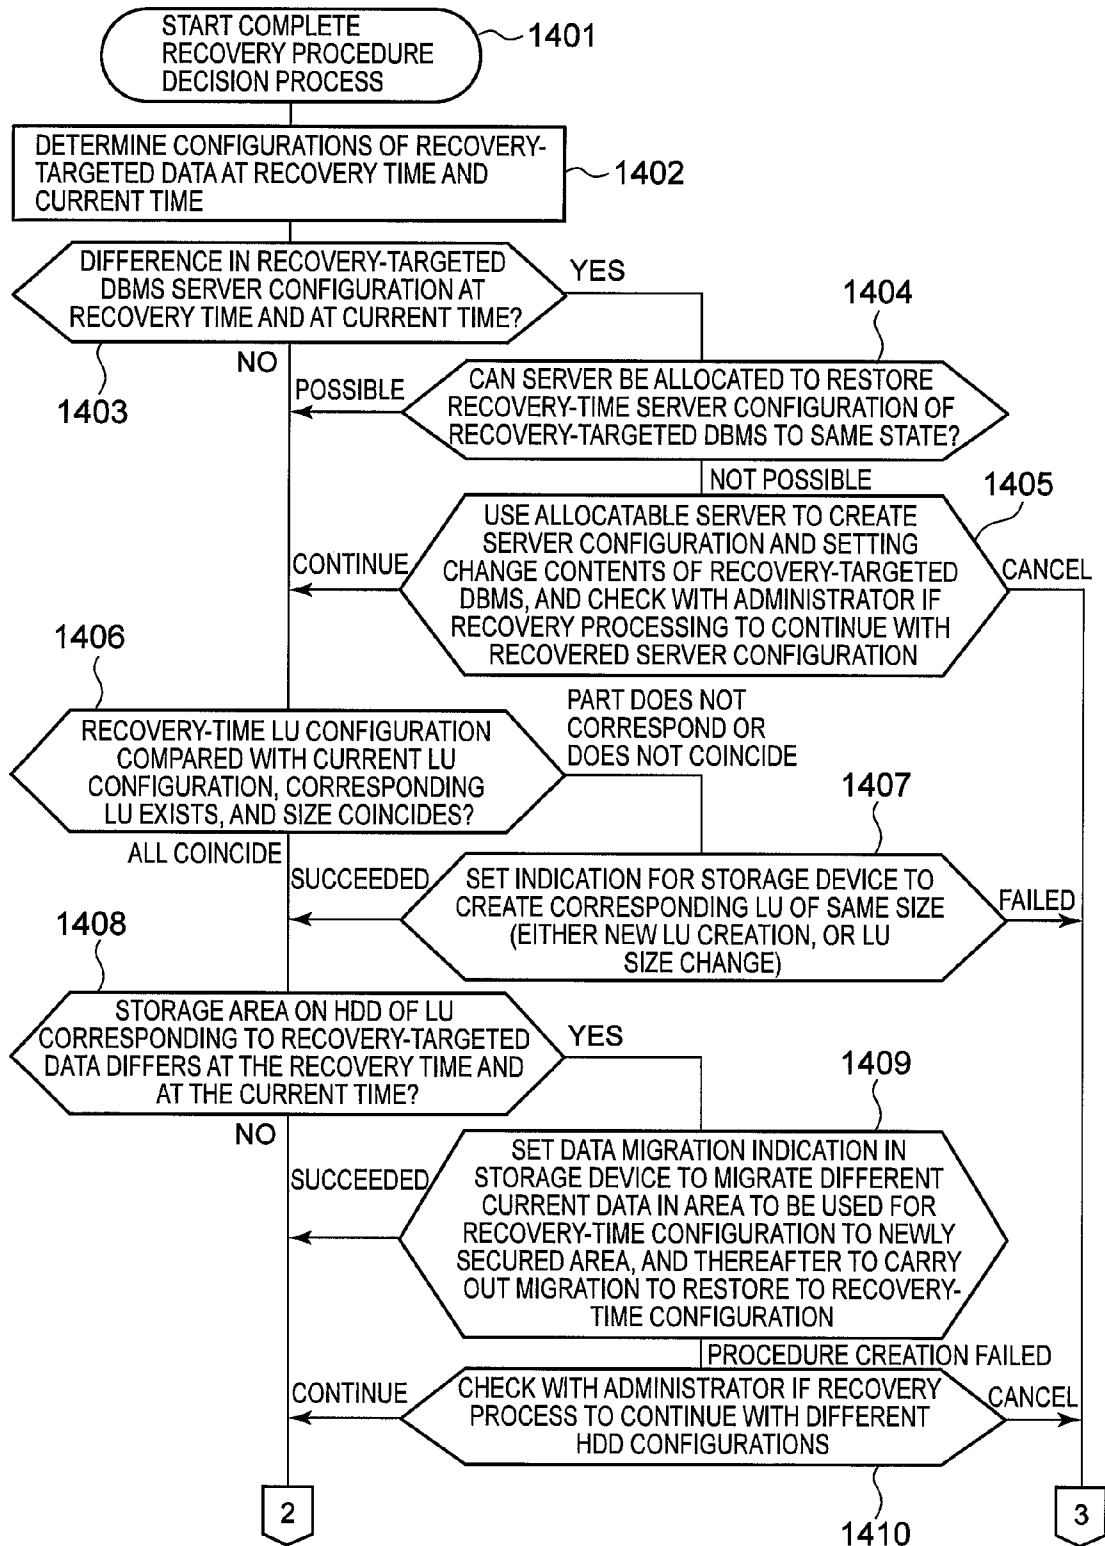 START COMPLETE
RECOVERY PROCEDURE
DECISION PROCESS
1401
DETERMINE CONFIGURATIONS OF RECOVERY-
TARGETED DATA AT RECOVERY TIME AND
CURRENT TIME
1402
DIFFERENCE IN RECOVERY-TARGETED
DBMS SERVER CONFIGURATION AT
RECOVERY TIME AND AT CURRENT TIME?
YES
NO
1403
1404
CAN SERVER BE ALLOCATED TO RESTORE
RECOVERY-TIME SERVER CONFIGURATION OF
RECOVERY-TARGETED DBMS TO SAME STATE?
POSSIBLE
NOT POSSIBLE
1405
USE ALLOCATABLE SERVER TO CREATE
SERVER CONFIGURATION AND SETTING
CHANGE CONTENTS OF RECOVERY-TARGETED
DBMS, AND CHECK WITH ADMINISTRATOR IF
RECOVERY PROCESSING TO CONTINUE WITH
RECOVERED SERVER CONFIGURATION
CONTINUE
CANCEL
1406
RECOVERY-TIME LU CONFIGURATION
COMPARED WITH CURRENT LU
CONFIGURATION, CORRESPONDING
LU EXISTS, AND SIZE COINCIDES?
PART DOES NOT
CORRESPOND OR
DOES NOT COINCIDE
ALL COINCIDE
1407
SET INDICATION FOR STORAGE DEVICE TO
CREATE CORRESPONDING LU OF SAME SIZE
(EITHER NEW LU CREATION, OR LU
SIZE CHANGE)
SUCCEEDED
FAILED
1408
STORAGE AREA ON HDD OF LU
CORRESPONDING TO RECOVERY-TARGETED
DATA DIFFERS AT THE RECOVERY TIME AND
AT THE CURRENT TIME?
YES
NO
1409
SET DATA MIGRATION INDICATION IN
STORAGE DEVICE TO MIGRATE DIFFERENT
CURRENT DATA IN AREA TO BE USED FOR
RECOVERY-TIME CONFIGURATION TO NEWLY
SECURED AREA, AND THEREAFTER TO CARRY
OUT MIGRATION TO RESTORE TO RECOVERY-
TIME CONFIGURATION
SUCCEEDED
PROCEDURE CREATION FAILED
CHECK WITH ADMINISTRATOR IF RECOVERY
PROCESS TO CONTINUE WITH DIFFERENT
HDD CONFIGURATIONS
CONTINUE
CANCEL
1410
2
3